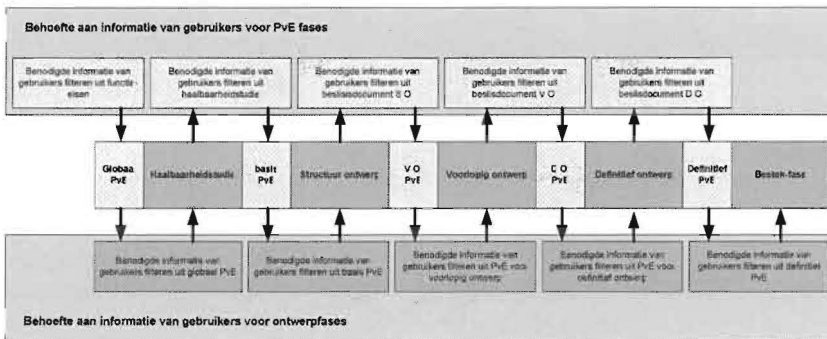 Behoefte aan informatie van gebruikers voor PvE fases
Benodigde informatie van
gebruikers filteren uit functie-
eisen
Benodigde informatie van
gebruikers filteren uit
haalbaarheidstudie
Benodigde informatie van
gebruikers filteren uit
beslisdocument S O
Benodigde informatie van
gebruikers filteren uit
beslisdocument V O
Benodigde informatie van
gebruikers filteren uit
beslisdocument D O
Globaa
PvE
Haalbaarheidsstudie
basis
PvE
Structuur ontwerp
V O
PvE
Voorlopig ontwerp
PvE
Definitief ontwerp
Definitief
PvE
Bestek-fase
Benodigde informatie van
gebruikers filteren uit globaal PvE
Benodigde informatie van
gebruikers filteren uit basis PvE
Benodigde informatie van
gebruikers filteren uit PvE voor
voorlopig ontwerp
Benodigde informatie van
gebruikers filteren uit PvE voor
definitief ontwerp
Benodigde informatie van
gebruikers filteren uit definitief
PvE
Behoefte aan informatie van gebruikers voor ontwerpfases